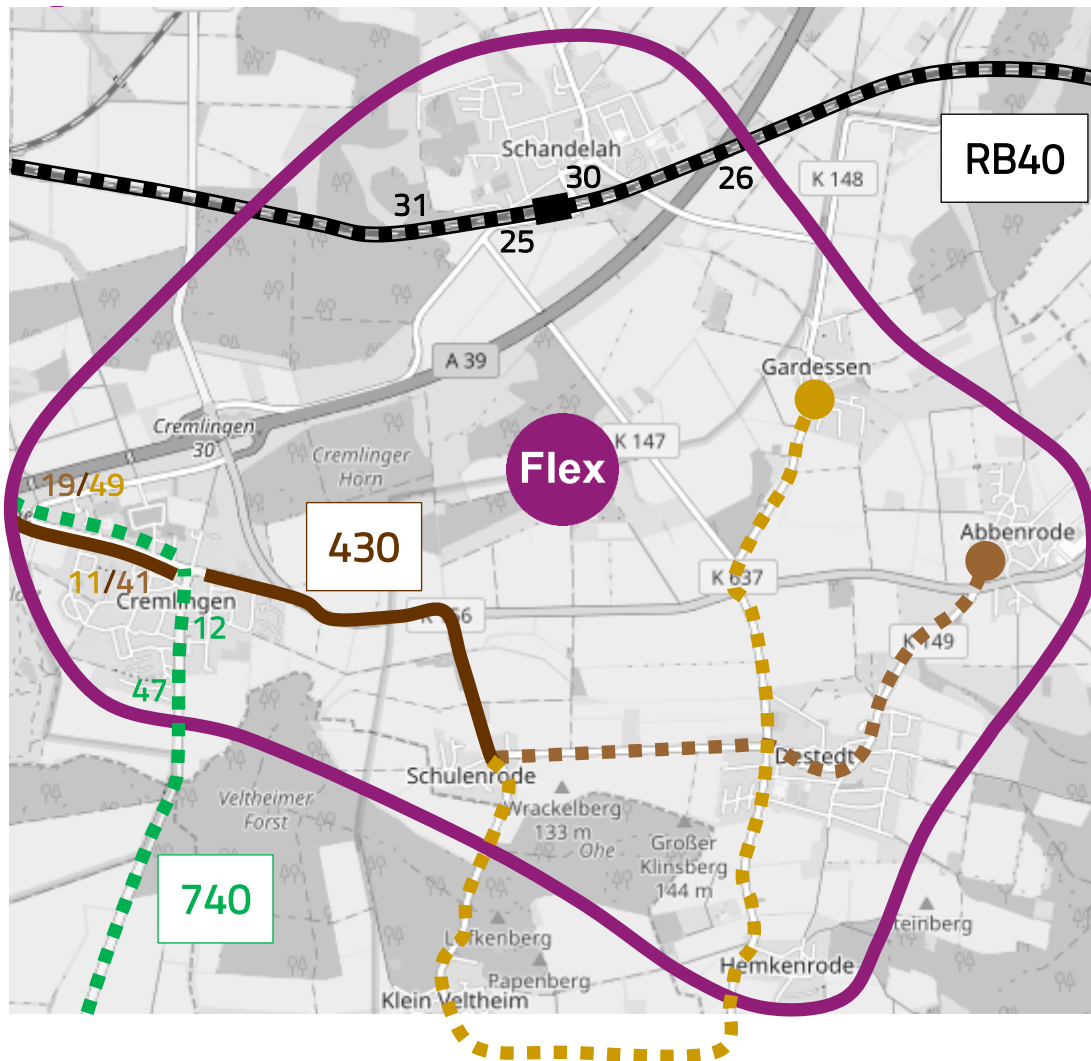 Schandelah
RB40
30
K 148
26
31
25
Gardessen
A 39
Cremlingen
30
Cremlinger
Horn
Flex
K 147
19/49
Abbenrode
430
K 637
11/41
Cremlingen
12
K 149
47
Destedt
Schulenrode
Veltheimer
Forst
Wrackelberg
133 m
Ohe
Großer
Klinsberg
144 m
740
Hemkenrode
Papenberg
Klein Veltheim